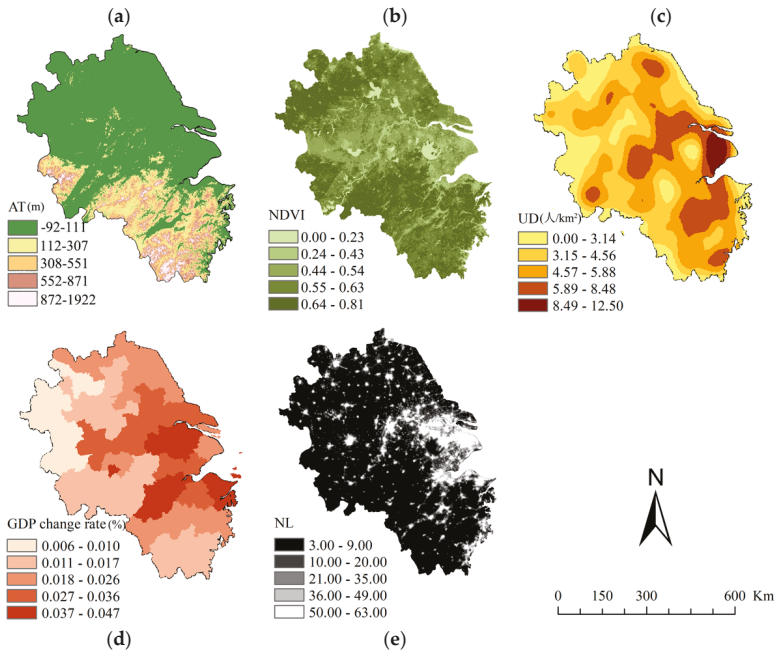 (a)
(b)
(c)
AT(m)
-92-111
112-307
308-551
552-871
872-1922
NDVI
0.00 - 0.23
0.24 - 0.43
0.44 - 0.54
0.55 - 0.63
0.64 - 0.81
UD(人/km²)
0.00 - 3.14
3.15 - 4.56
4.57 - 5.88
5.89 - 8.48
8.49 - 12.50
GDP change rate(%)
0.006 - 0.010
0.011 - 0.017
0.018 - 0.026
0.027 - 0.036
0.037 - 0.047
NL
3.00 - 9.00
10.00 - 20.00
21.00 - 35.00
36.00 - 49.00
50.00 - 63.00
N
0 150 300 450 600 Km
(d)
(e)